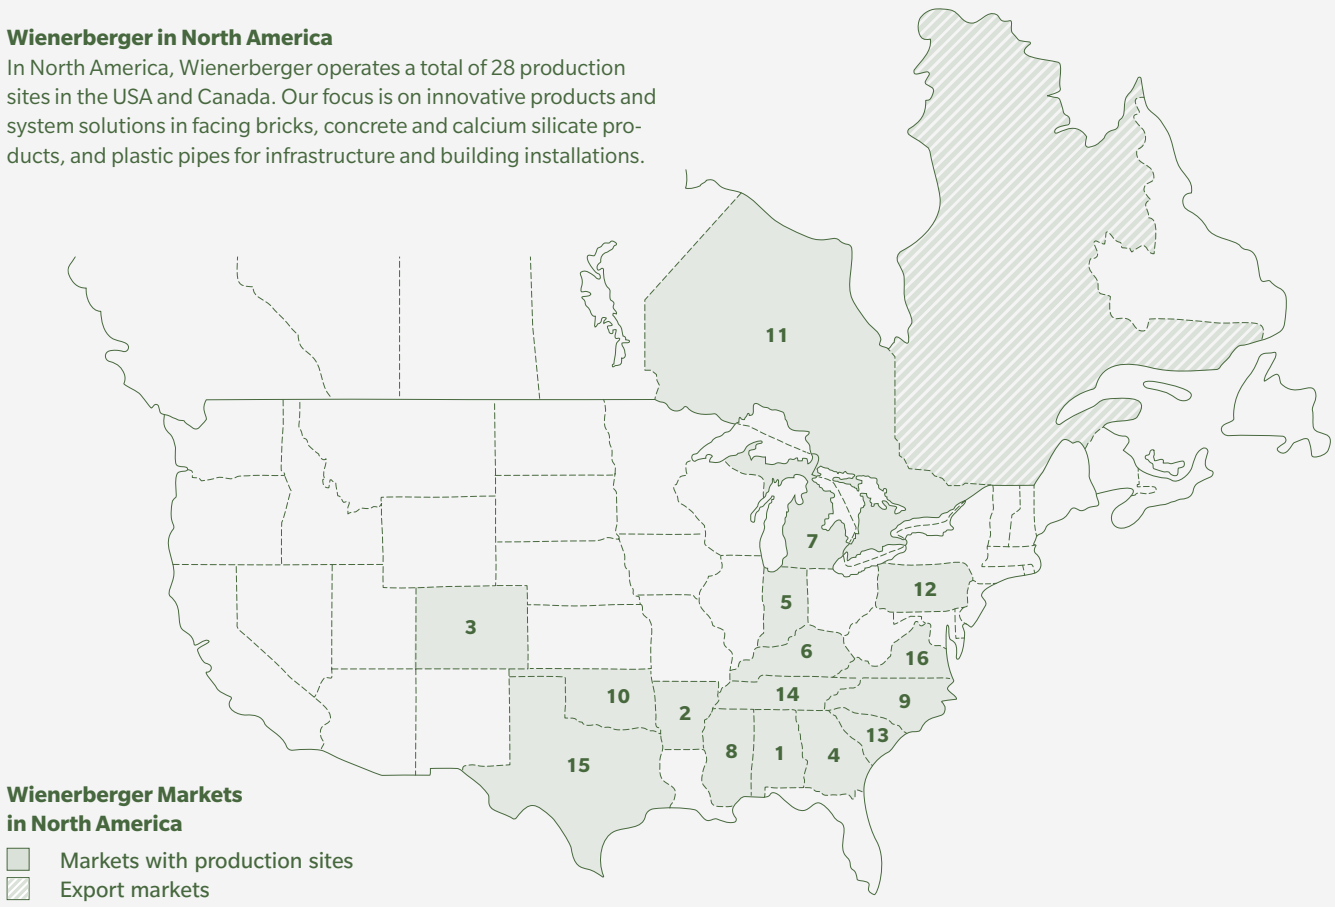 Wienerberger in North America
In North America, Wienerberger operates a total of 28 production
sites in the USA and Canada. Our focus is on innovative products and
system solutions in facing bricks, concrete and calcium silicate pro-
ducts, and plastic pipes for infrastructure and building installations.
11
7
12
5
3
6
16
14
10
9
2
13
8
1
4
15
Wienerberger Markets
in North America
Markets with production sites
Export markets